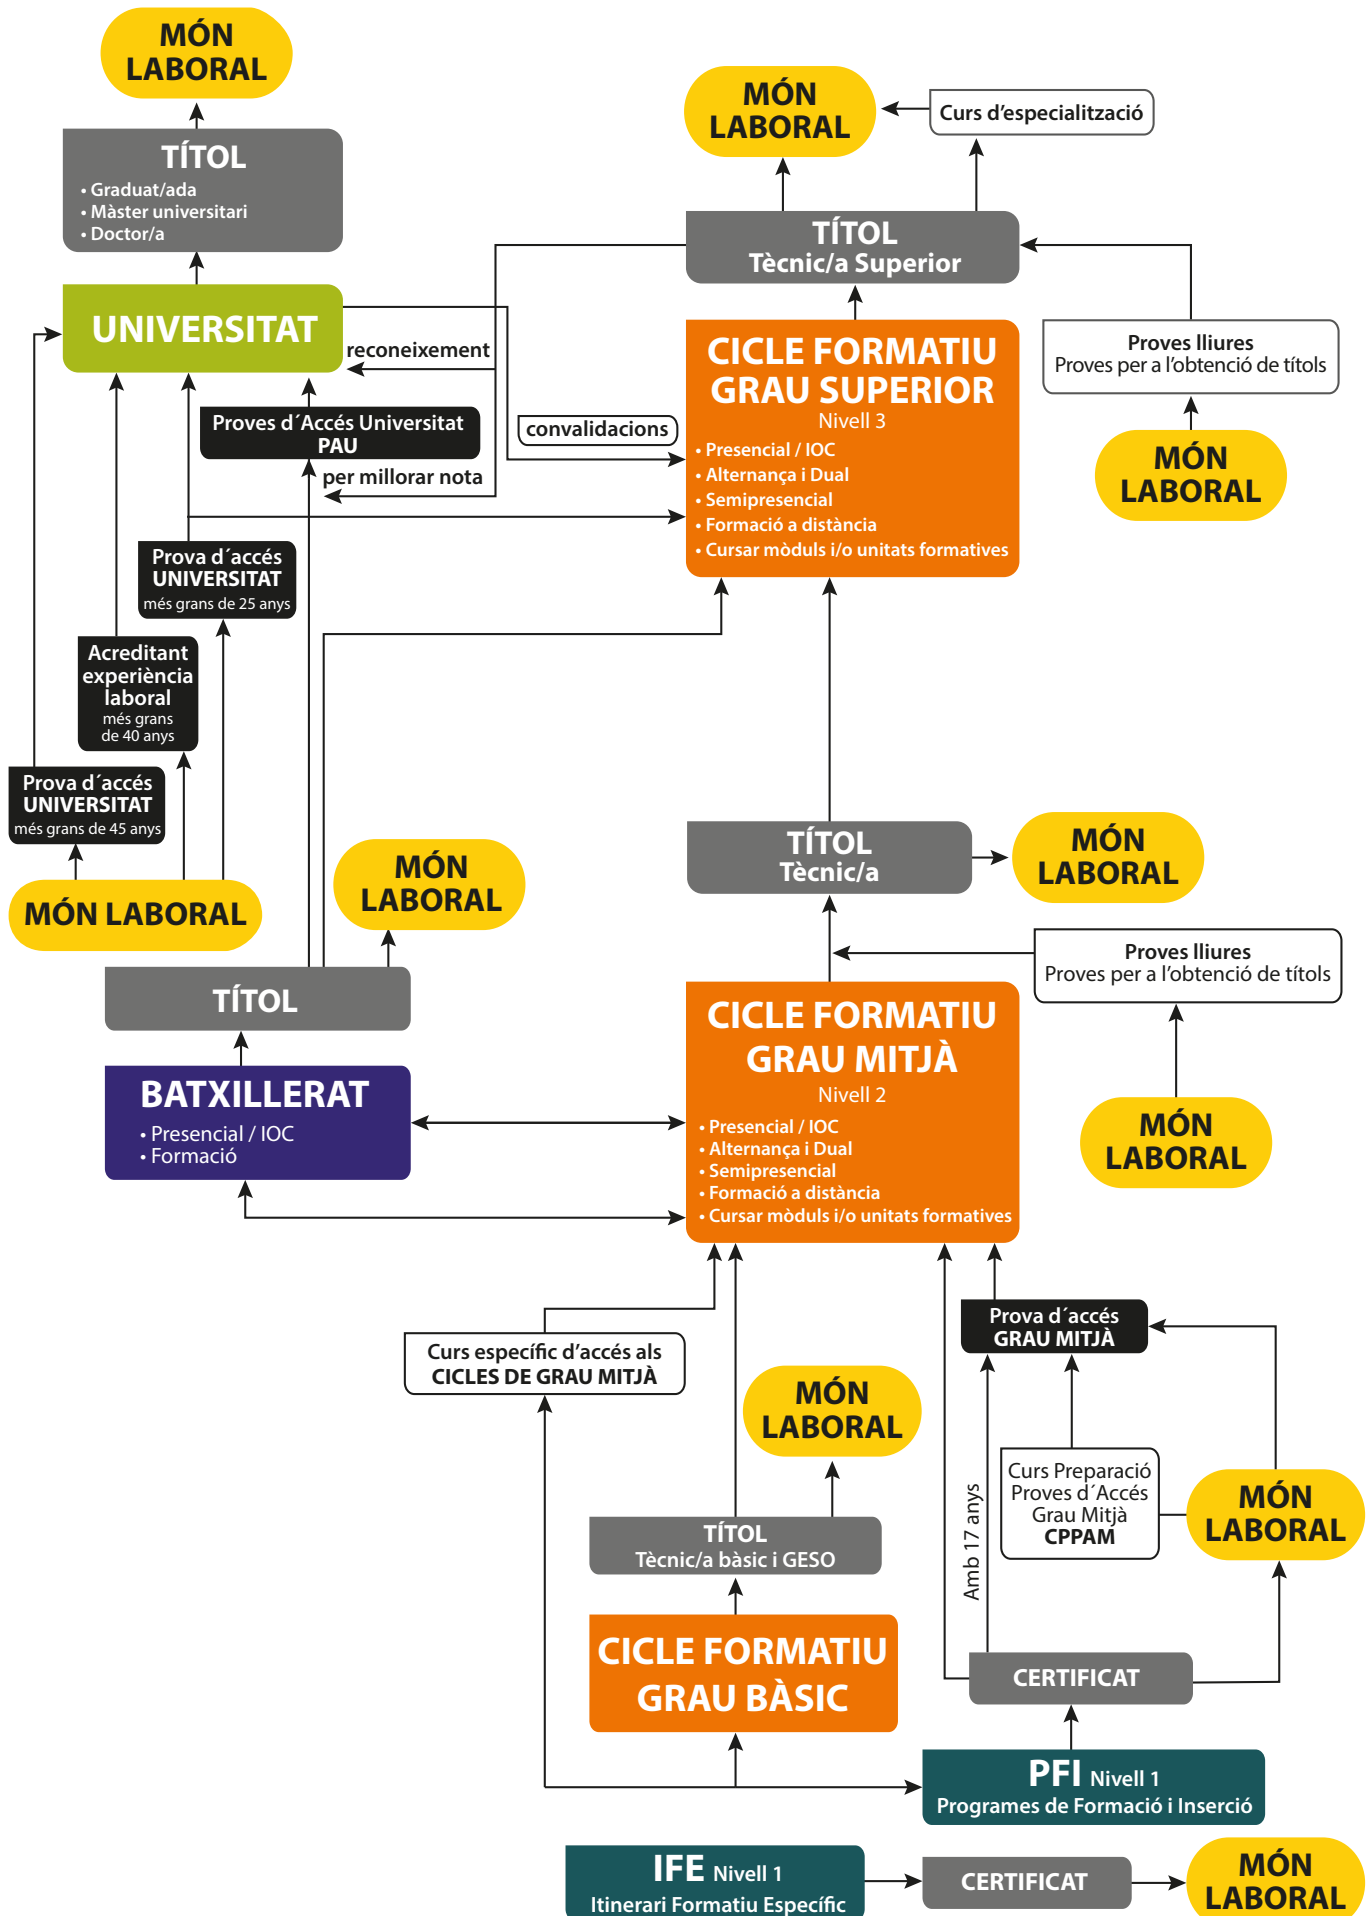 MÓN
LABORAL
TÍTOL
• Graduat/ada
• Màster universitari
• Doctor/a
UNIVERSITAT
reconeixement
Proves d´Accés Universitat
PAU
per millorar nota
convalidacions
MÓN
LABORAL
Curs d'especialització
TÍTOL
Tècnic/a Superior
CICLE FORMATIU
GRAU SUPERIOR
Nivell 3
• Presencial / IOC
• Alternança i Dual
• Semipresencial
• Formació a distància
• Cursar mòduls i/o unitats formatives
Proves lliures
Proves per a l'obtenció de títols
MÓN
LABORAL
Prova d´accés
UNIVERSITAT
més grans de 25 anys
Acreditant
experiència
laboral
més grans
de 40 anys
Prova d´accés
UNIVERSITAT
més grans de 45 anys
MÓN LABORAL
MÓN
LABORAL
TÍTOL
BATXILLERAT
• Presencial / IOC
• Formació
TÍTOL
Tècnic/a
MÓN
LABORAL
Proves lliures
Proves per a l'obtenció de títols
MÓN
LABORAL
CICLE FORMATIU
GRAU MITJÀ
Nivell 2
• Presencial / IOC
• Alternança i Dual
• Semipresencial
• Formació a distància
• Cursar mòduls i/o unitats formatives
Curs específic d'accés als
CICLES DE GRAU MITJÀ
Prova d´accés
GRAU MITJÀ
MÓN
LABORAL
Amb 17 anys
Curs Preparació
Proves d´Accés
Grau Mitjà
CPPAM
MÓN
LABORAL
TÍTOL
Tècnic/a bàsic i GESO
CICLE FORMATIU
GRAU BÀSIC
CERTIFICAT
PFI Nivell 1
Programes de Formació i Inserció
IFE Nivell 1
Itinerari Formatiu Específic
CERTIFICAT
MÓN
LABORAL